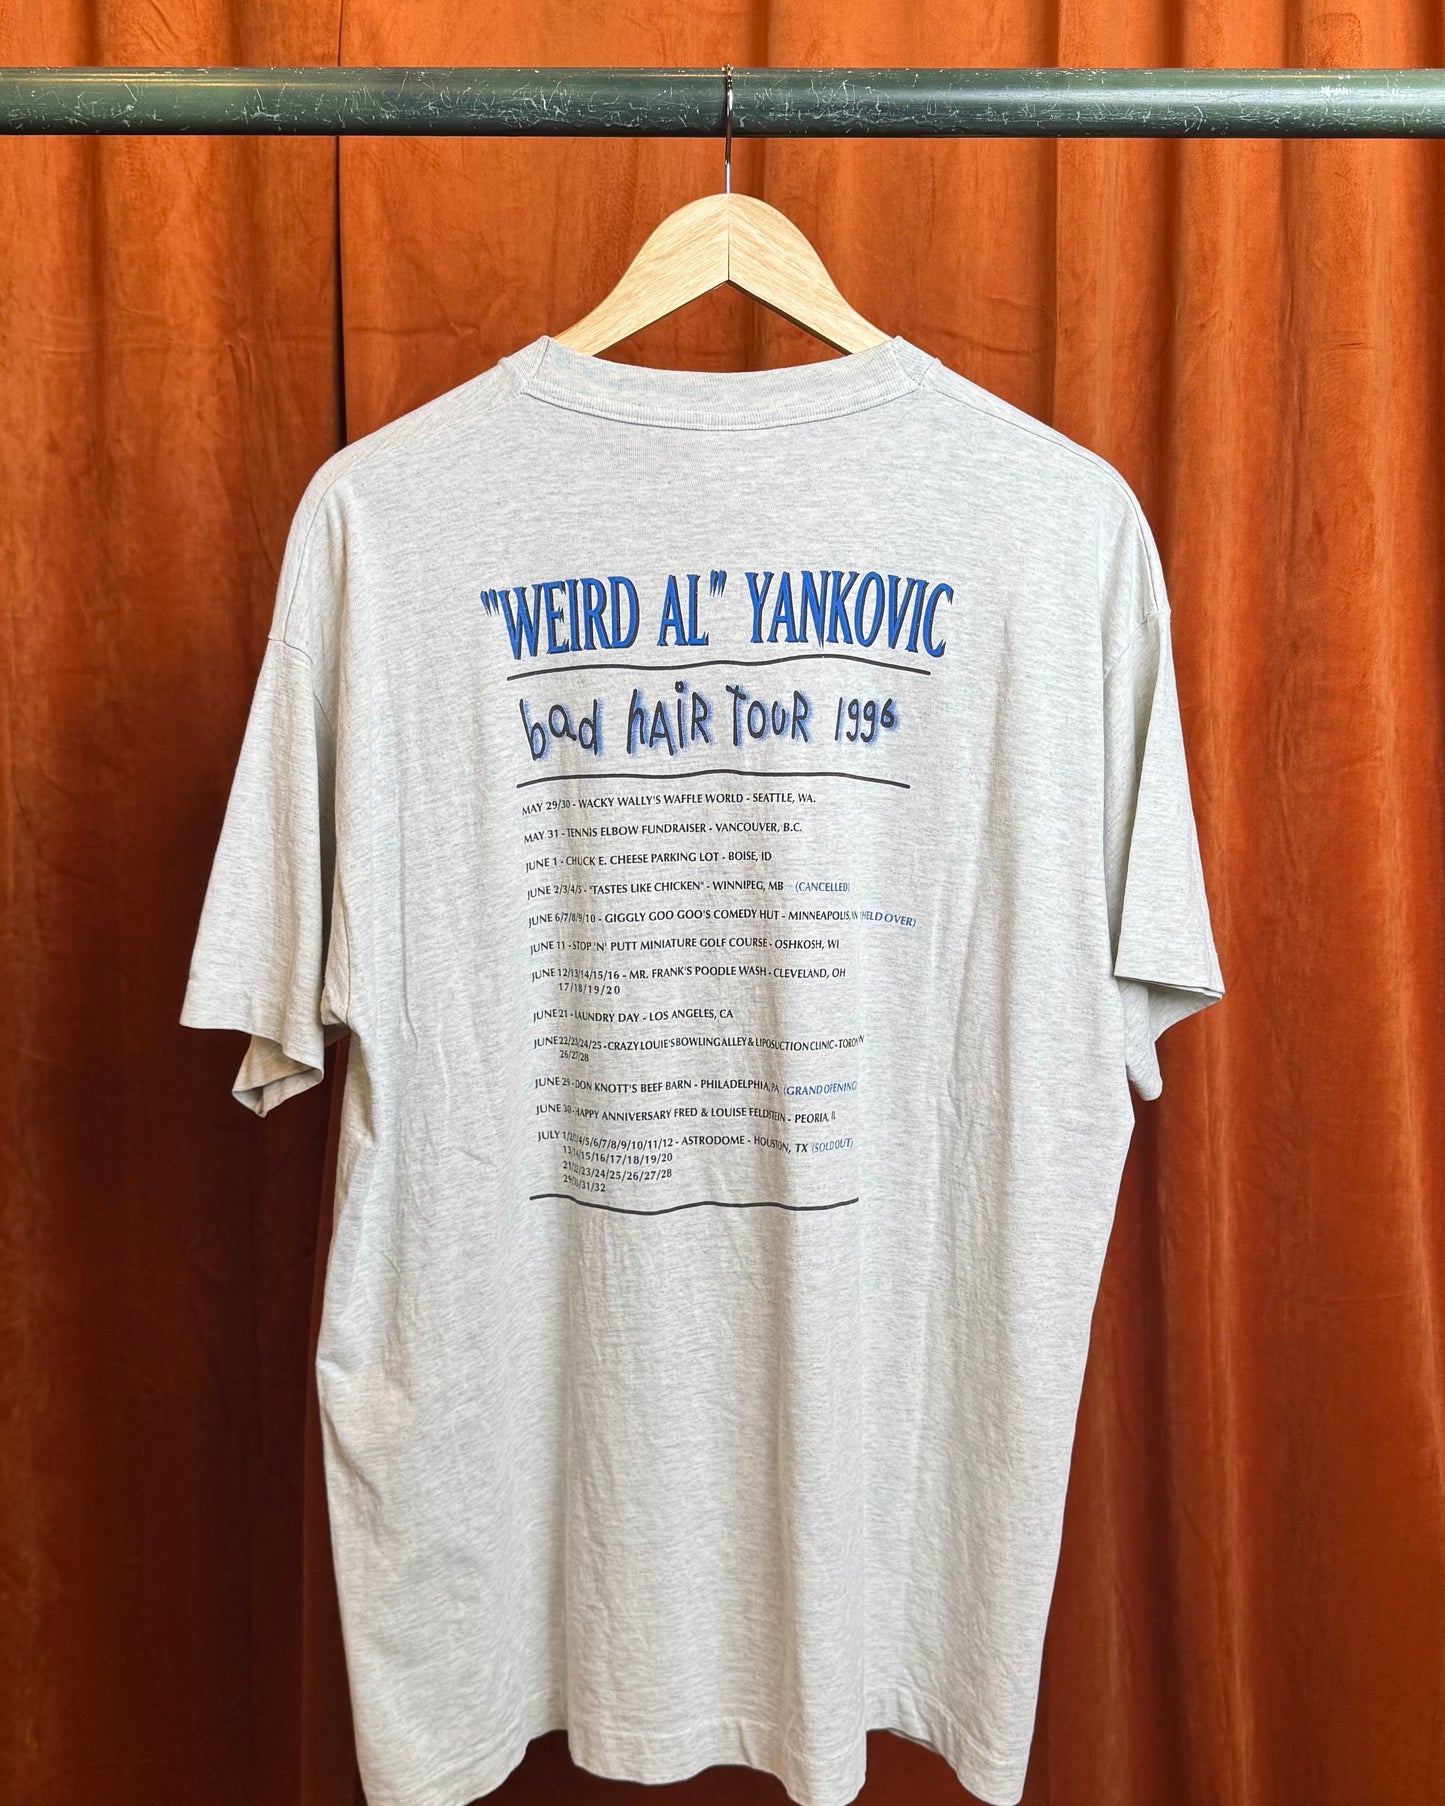 "WEIRD AL" YANKOVIC
bad hAiR TOUR 1996
MAY 29/30 - WACKY WALLY'S WAFFLE WORLD - SEATTLE, WA.
MAY 31 - TENNIS ELBOW FUNDRAISER - VANCOUVER, B.C.
JUNE 1 - CHUCK E. CHEESE PARKING LOT - BOISE, ID
JUNE 2/3/4/5 - "TASTES LIKE CHICKEN" - WINNIPEG, MB (CANCELLED)
JUNE 6/7/8/9/10 - GIGGLY GOO GOO'S COMEDY HUT - MINNEAPOLIS, (HELD OVER)
JUNE 11 - STOP 'N' PUTT MINIATURE GOLF COURSE - OSHKOSH, WI
JUNE 12/13/14/15/16 - MR. FRANK'S POODLE WASH - CLEVELAND, OH
17/18/19/20
JUNE 21 - LAUNDRY DAY - LOS ANGELES, CA
JUNE 22/23/24/25 - CRAZY LOUIE'S BOWLING ALLEY & LIPOSUCTION CLINIC -
26/27/28
JUNE 29 - DON KNOTT'S BEEF BARN - PHILADELPHIA, PA (GRAND OPENING
JUNE 30 - HAPPY ANNIVERSARY FRED & LOUISE FELDSTEIN - PEORIA, IL
JULY 1/2/3/4/5/6/7/8/9/10/11/12 - ASTRODOME - HOUSTON, TX (SOLD OUT)
13/14/15/16/17/18/19/20
21/22/23/24/25/26/27/28
29/30/31/32